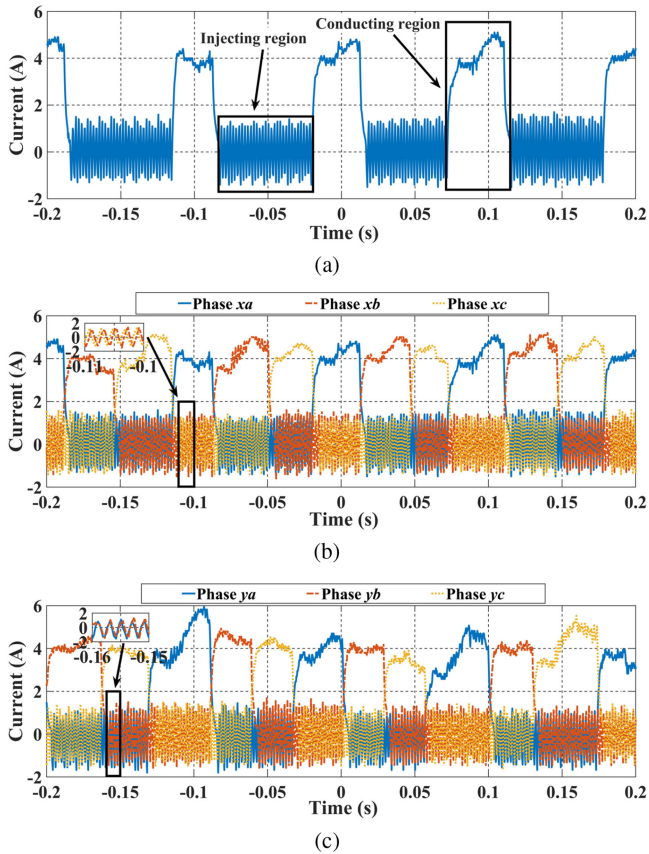 Injecting region
Conducting region
6
4
2
0
-2
Current (A)
-0.2 -0.15 -0.1 -0.05 0 0.05 0.1 0.15 0.2
Time (s)
(a)
Phase xa Phase xb Phase xc
2
0
-2
-0.11 -0.1
6
4
2
0
-2
Current (A)
-0.2 -0.15 -0.1 -0.05 0 0.05 0.1 0.15 0.2
Time (s)
(b)
Phase ya Phase yb Phase yc
2
0
-2
-0.16 -0.15
6
4
2
0
-2
Current (A)
-0.2 -0.15 -0.1 -0.05 0 0.05 0.1 0.15 0.2
Time (s)
(c)